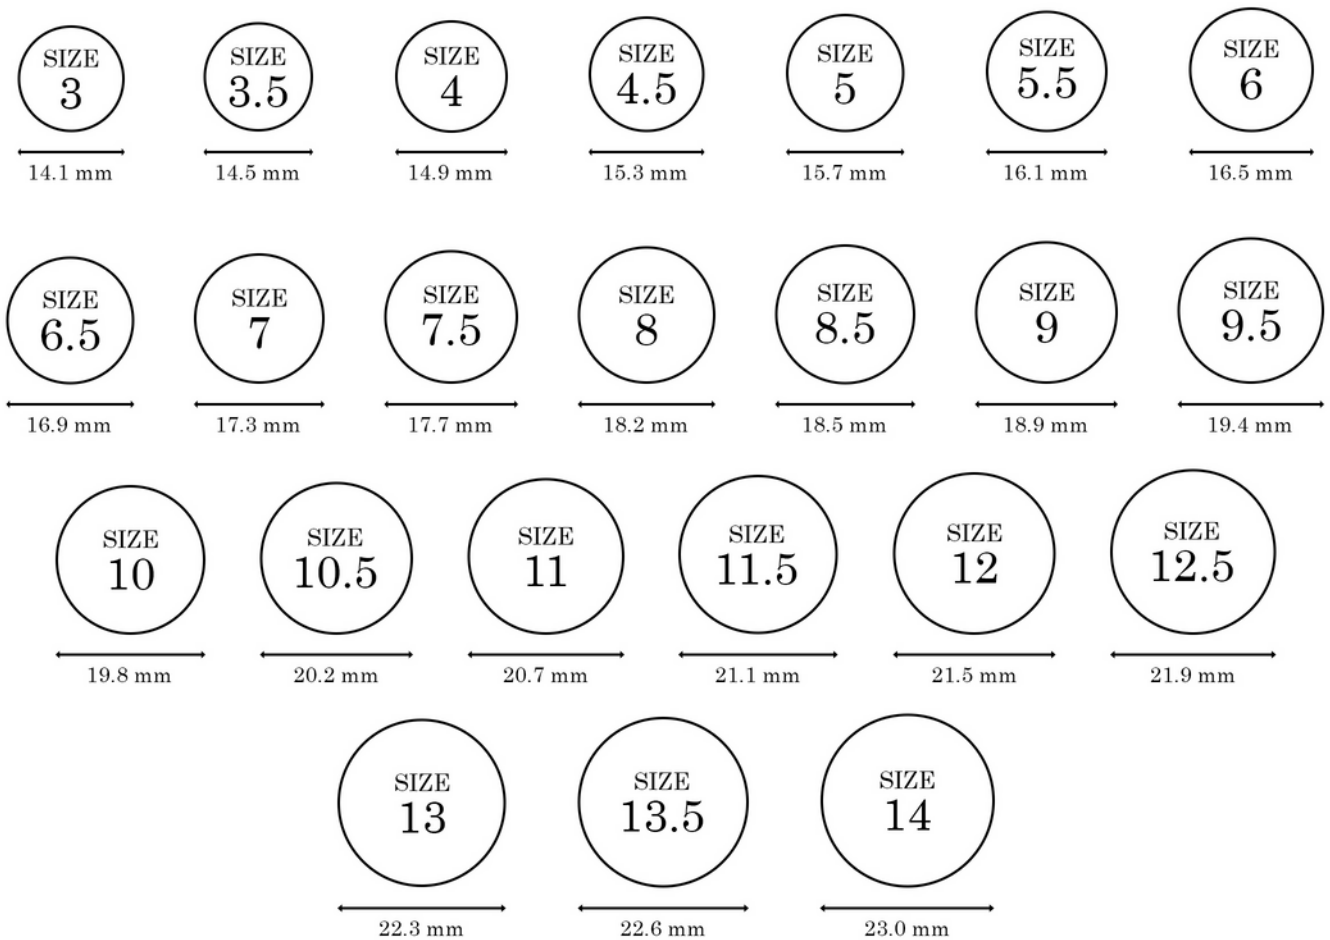 SIZE
3
14.1 mm
SIZE
3.5
14.5 mm
SIZE
4
14.9 mm
SIZE
4.5
15.3 mm
SIZE
5
15.7 mm
SIZE
5.5
16.1 mm
SIZE
6
16.5 mm
SIZE
6.5
16.9 mm
SIZE
7
17.3 mm
SIZE
7.5
17.7 mm
SIZE
8
18.2 mm
SIZE
8.5
18.5 mm
SIZE
9
18.9 mm
SIZE
9.5
19.4 mm
SIZE
10
19.8 mm
SIZE
10.5
20.2 mm
SIZE
11
20.7 mm
SIZE
11.5
21.1 mm
SIZE
12
21.5 mm
SIZE
12.5
21.9 mm
SIZE
13
22.3 mm
SIZE
13.5
22.6 mm
SIZE
14
23.0 mm